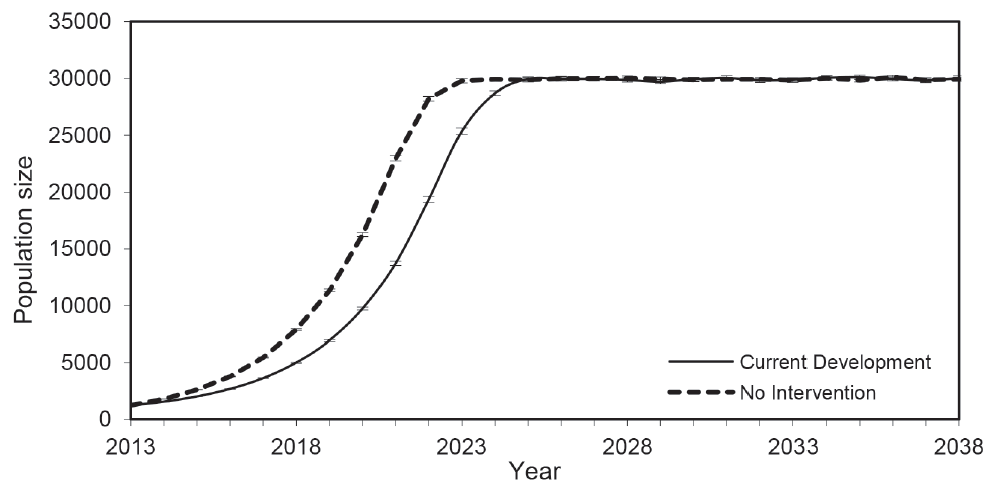 35000
30000
25000
20000
15000
10000
5000
0
Population size
Current Development
No Intervention
2013 2018 2023 2028 2033 2038
Year